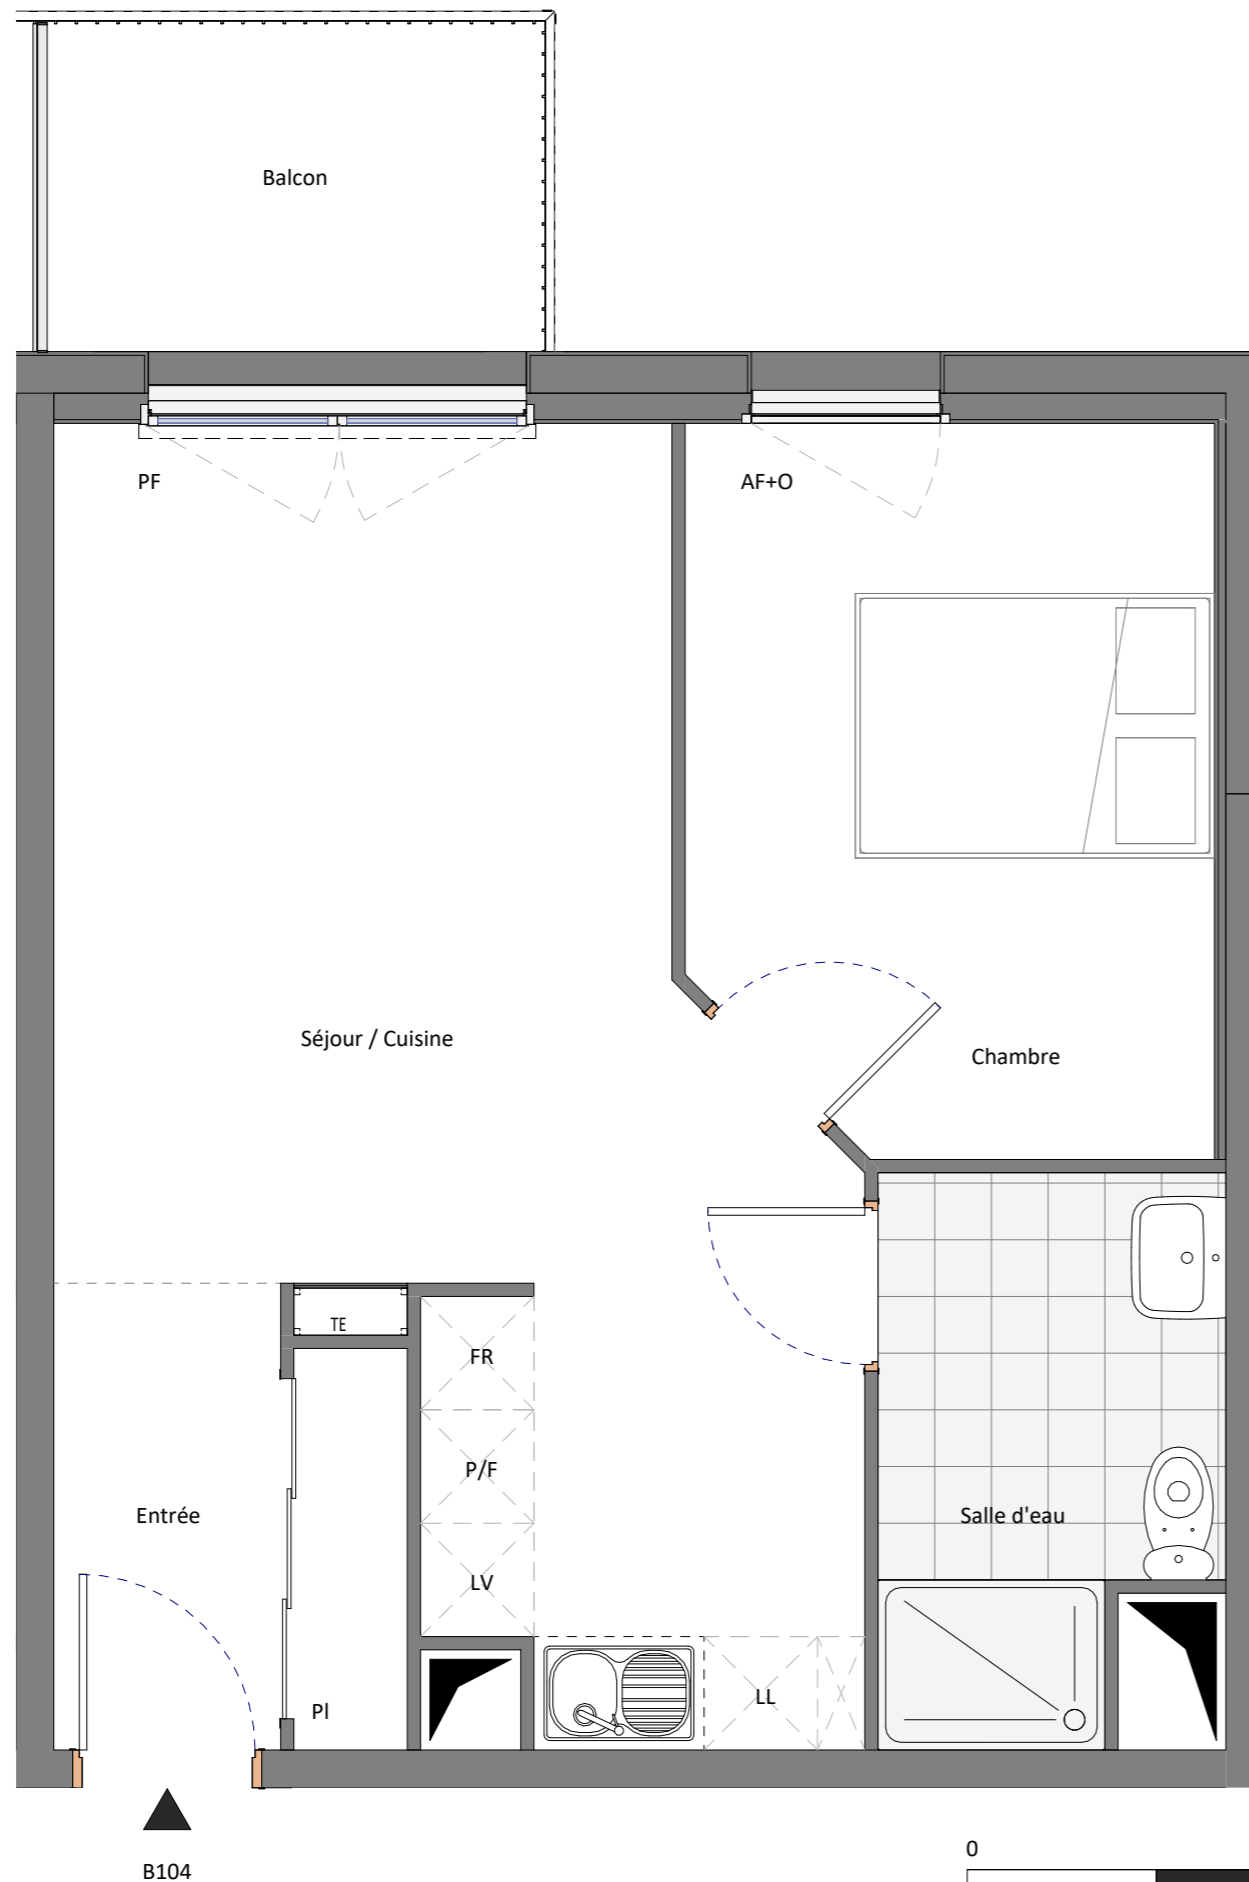 Balcon
PF
AF+O
Séjour / Cuisine
Chambre
TE
FR
P/F
Entrée
Salle d'eau
LV
LL
Pl
0
B104